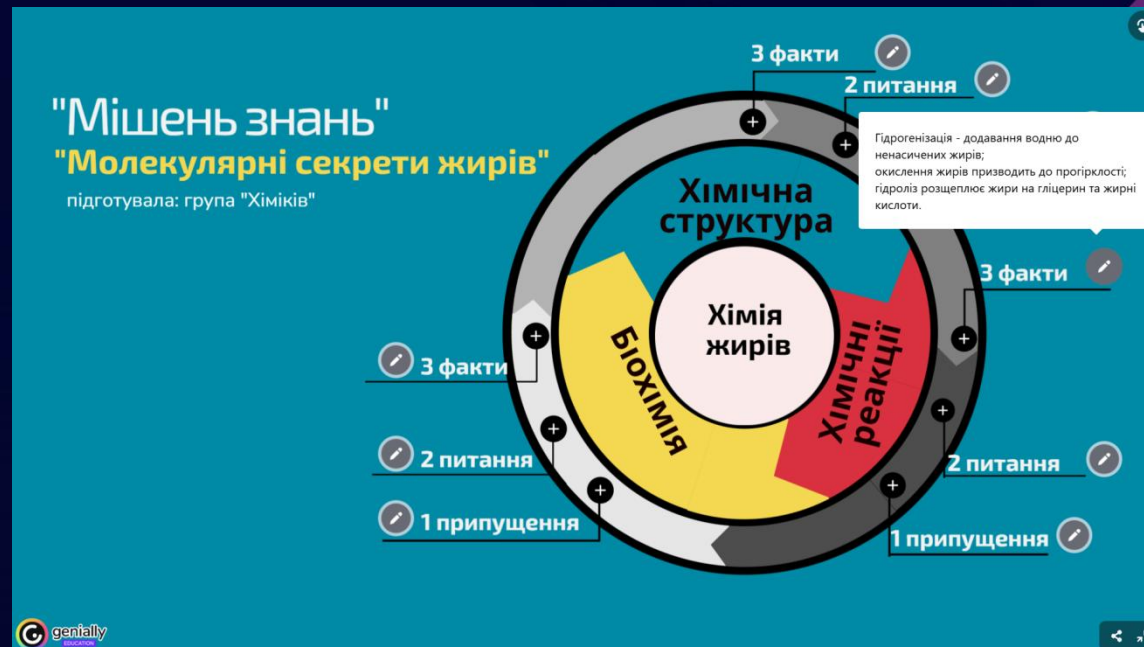 "Мішень знань"
"Молекулярні секрети жирів"
підготувала: група "Хіміків"
3 факти
2 питання
Гідрогенізація - додавання водню до
ненасичених жирів;
окислення жирів призводить до прогірклості;
гідроліз розщеплює жири на гліцерин та жирні
кислоти.
Хімічна
структура
3 факти
Хімія
жирів
Хімічні
реакції
Біохімія
3 факти
2 питання
2 питання
1 припущення
1 припущення
genially
EDUCATION